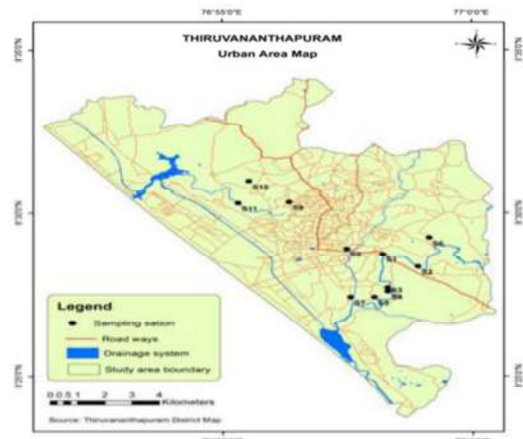 76°55'0"E
77°0'0"E
THIRUVANANTHAPURAM
Urban Area Map
S10
S9
S11
S6
S1
S2
S3
S4
S7
S5
Legend
Sampling sation
Road ways
Drainage system
Study area boundary
0 0.5 1 2 3 4
Kilometers
Source: Thiruvananthapuram District Map